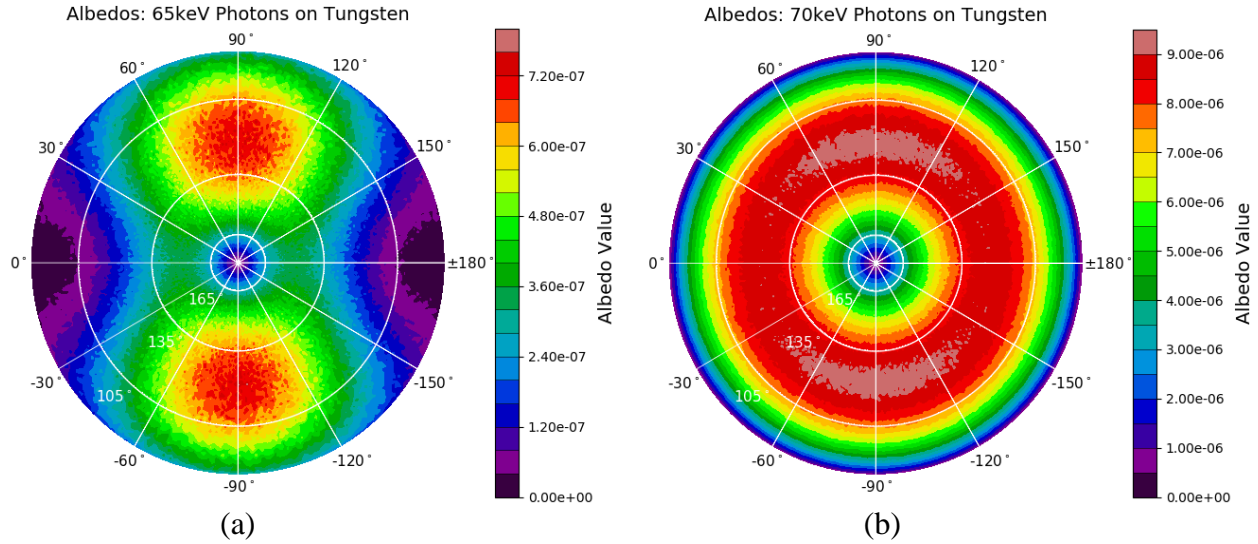 Albedos: 65keV Photons on Tungsten
90°
60°
120°
30°
150°
0°
±180°
165°
135°
105°
-30°
-150°
-60°
-120°
-90°
7.20e-07
6.00e-07
4.80e-07
3.60e-07
2.40e-07
1.20e-07
0.00e+00
Albedo Value
(a)
Albedos: 70keV Photons on Tungsten
90°
60°
120°
30°
150°
0°
±180°
165°
135°
105°
-30°
-150°
-60°
-120°
-90°
9.00e-06
8.00e-06
7.00e-06
6.00e-06
5.00e-06
4.00e-06
3.00e-06
2.00e-06
1.00e-06
0.00e+00
Albedo Value
(b)